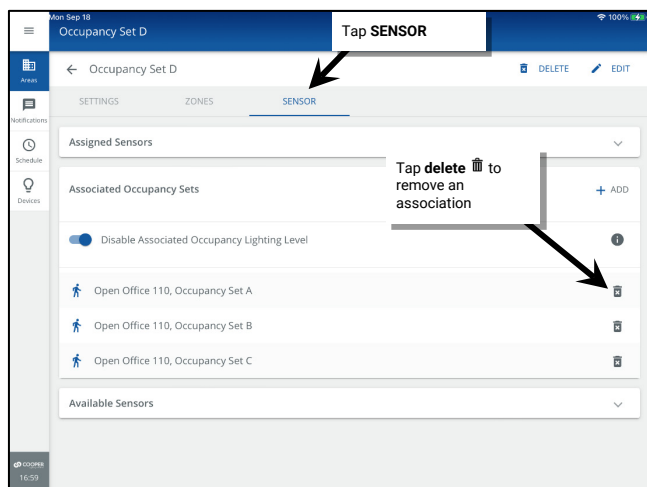 Mon Sep 18
100%
Occupancy Set D
Tap SENSOR
Occupancy Set D
DELETE
EDIT
Areas
SETTINGS
ZONES
SENSOR
Notifications
Assigned Sensors
Schedule
Tap delete to
remove an
association
Associated Occupancy Sets
+ ADD
Devices
Disable Associated Occupancy Lighting Level
Open Office 110, Occupancy Set A
Open Office 110, Occupancy Set B
Open Office 110, Occupancy Set C
Available Sensors
COOPER
16:59